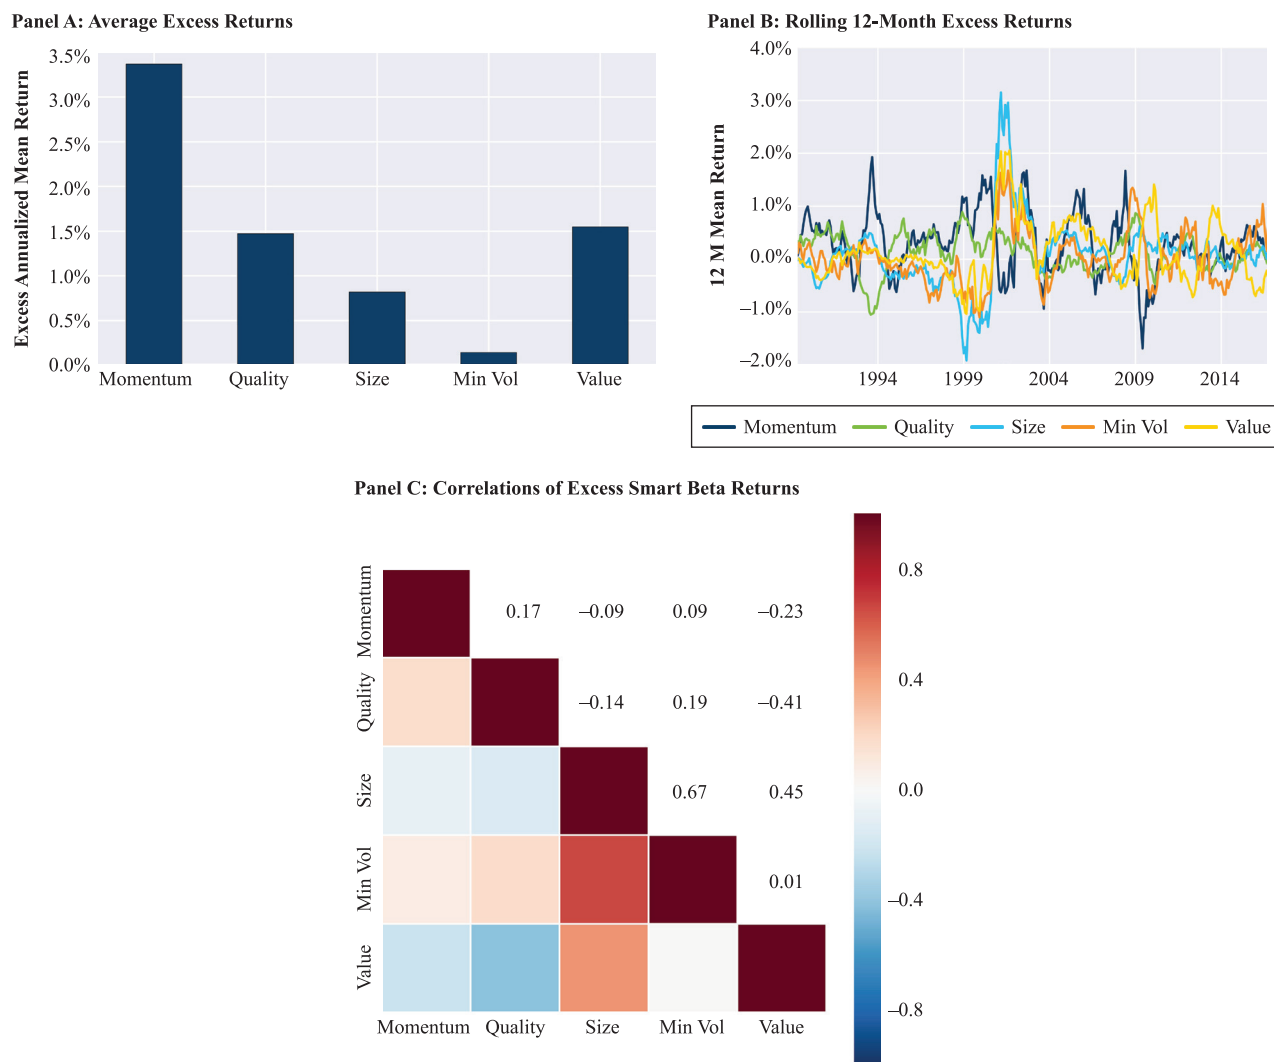 Panel A: Average Excess Returns
Excess Annualized Mean Return
3.5%
3.0%
2.5%
2.0%
1.5%
1.0%
0.5%
0.0%
Momentum Quality Size Min Vol Value
Panel B: Rolling 12-Month Excess Returns
12 M Mean Return
4.0%
3.0%
2.0%
1.0%
0.0%
–1.0%
–2.0%
1994 1999 2004 2009 2014
Momentum Quality Size Min Vol Value
Panel C: Correlations of Excess Smart Beta Returns
Momentum 0.17 –0.09 0.09 –0.23
Quality –0.14 0.19 –0.41
Size 0.67 0.45
Min Vol 0.01
Value
Momentum Quality Size Min Vol Value
0.8
0.4
0.0
–0.4
–0.8